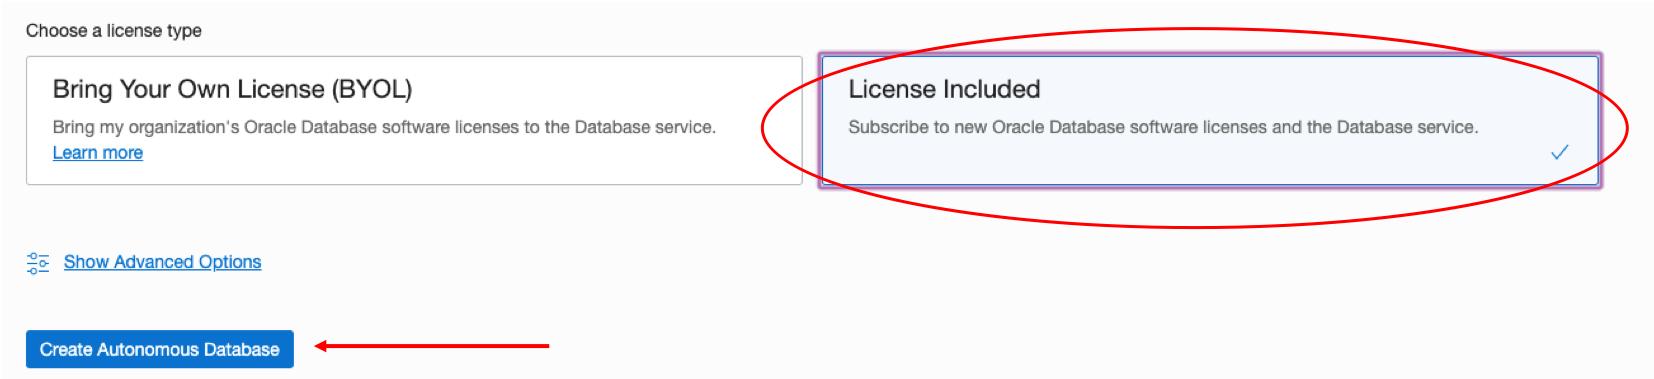 Choose a license type
Bring Your Own License (BYOL)
Bring my organization's Oracle Database software licenses to the Database service.
Learn more
License Included
Subscribe to new Oracle Database software licenses and the Database service.
Show Advanced Options
Create Autonomous Database